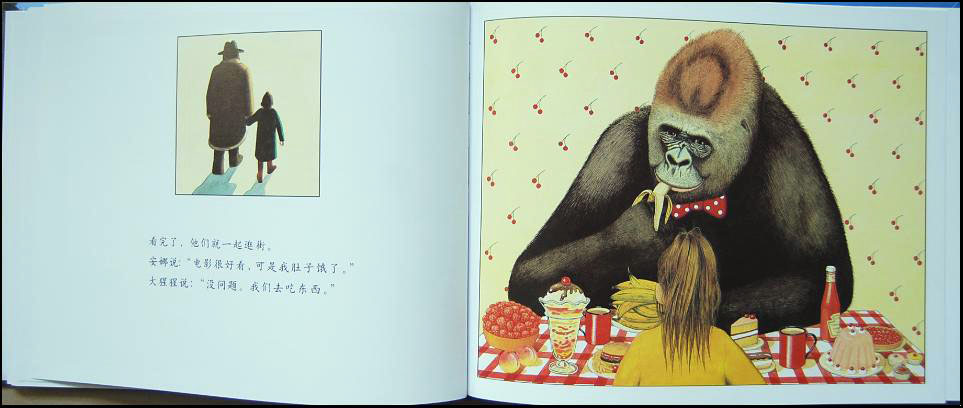 看完了，他们就一起逛街。
安娜说：“电影很好看，可是我肚子饿了。”
大猩猩说：“没问题。我们去吃东西。”